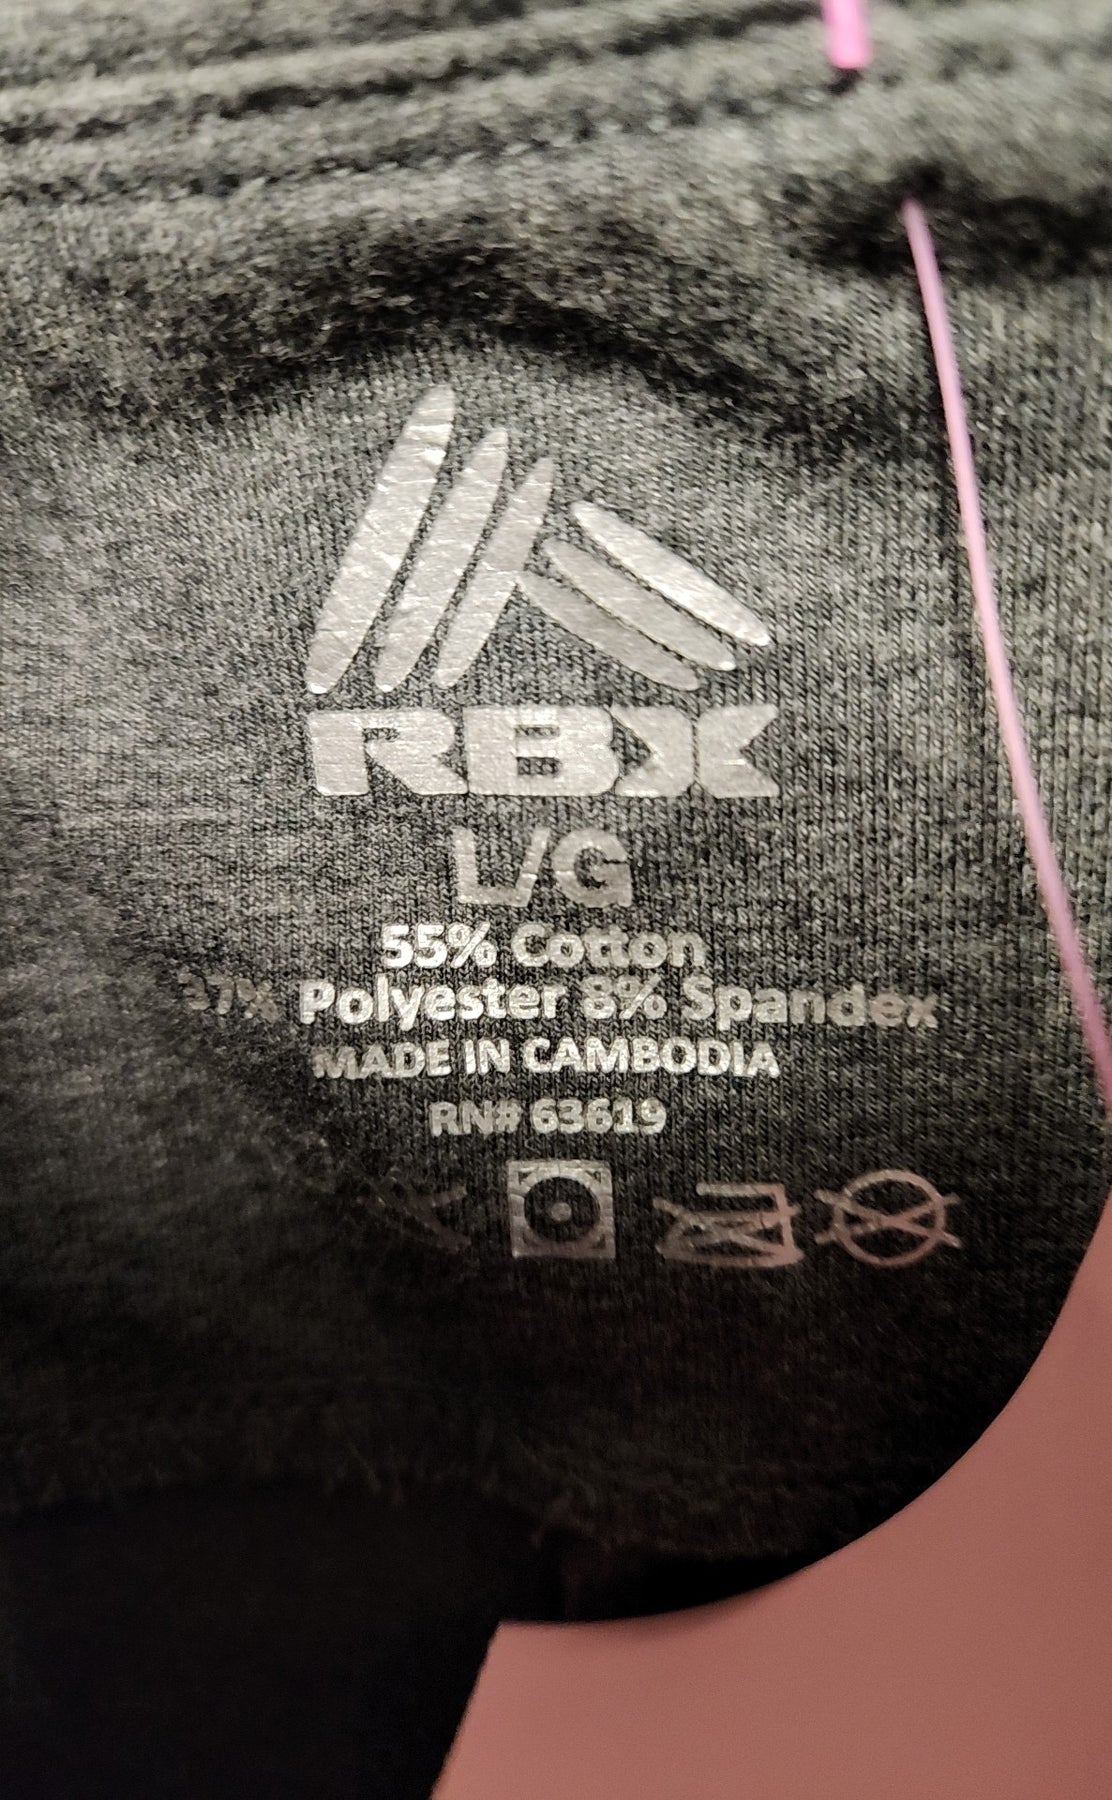 RBX
L/G
55% Cotton
37% Polyester 8% Spandex
MADE IN CAMBODIA
RN# 63619